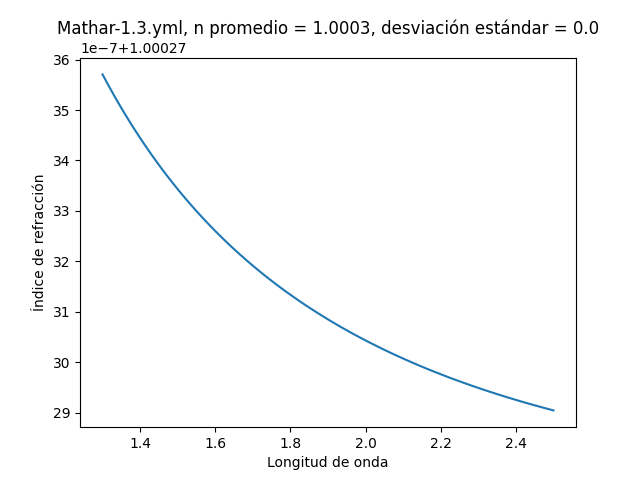 Mathar-1.3.yml, n promedio = 1.0003, desviación estándar = 0.0
1e-7+1.00027
36
35
34
33
32
31
30
29
Índice de refracción
1.4 1.6 1.8 2.0 2.2 2.4
Longitud de onda